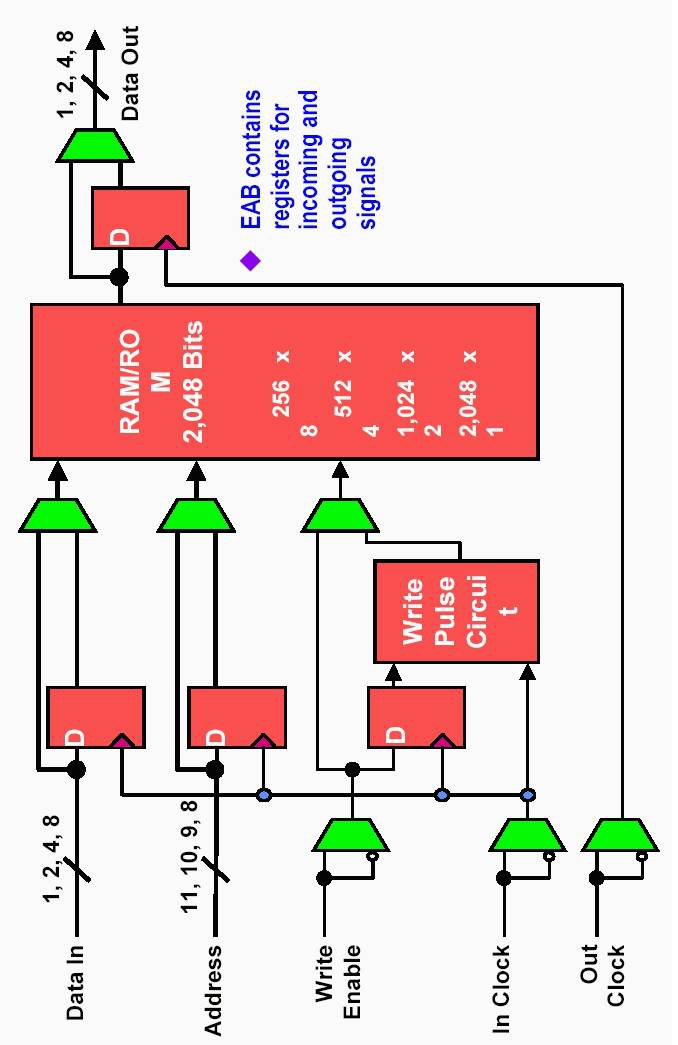 1, 2, 4, 8
Data Out
D
EAB contains
registers for
incoming and
outgoing
signals
RAM/RO
M
2,048 Bits
256 x
8
512 x
4
1,024 x
2
2,048 x
1
Write
Pulse
Circui
t
D
D
D
1, 2, 4, 8
11, 10, 9, 8
Data In
Address
Write
Enable
In Clock
Out
Clock